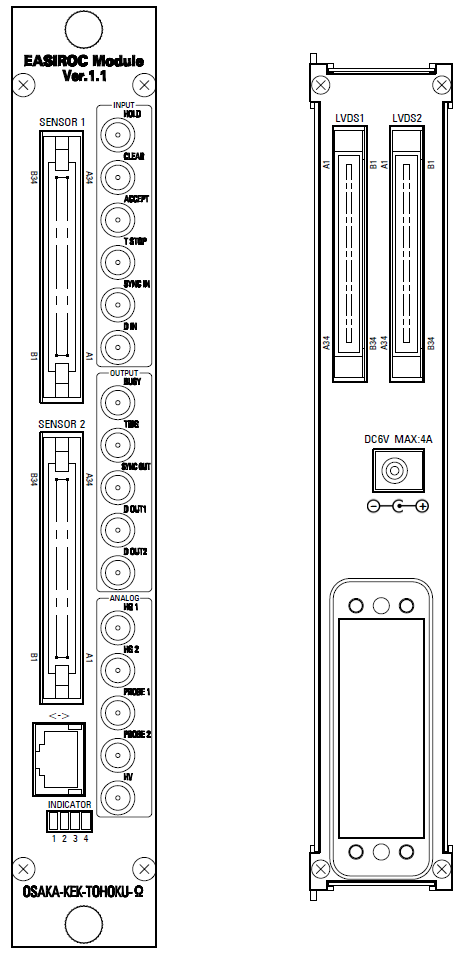 EASIROC Module
Ver.1.1
INPUT
SENSOR 1
HOLD
CLEAR
ACCEPT
T STOP
SYNC IN
D IN
B34
A34
B1
A1
OUTPUT
BUSY
TRIG
SYNC OUT
D OUT1
D OUT2
SENSOR 2
B34
A34
B1
A1
ANALOG
HG 1
HG 2
PROBE 1
PROBE 2
HV
<->
INDICATOR
1 2 3 4
OSAKA-KEK-TOHOKU-Ω
LVDS1 LVDS2
A1 B1 A1 B1
A34 B34 A34 B34
DC6V MAX:4A
− +